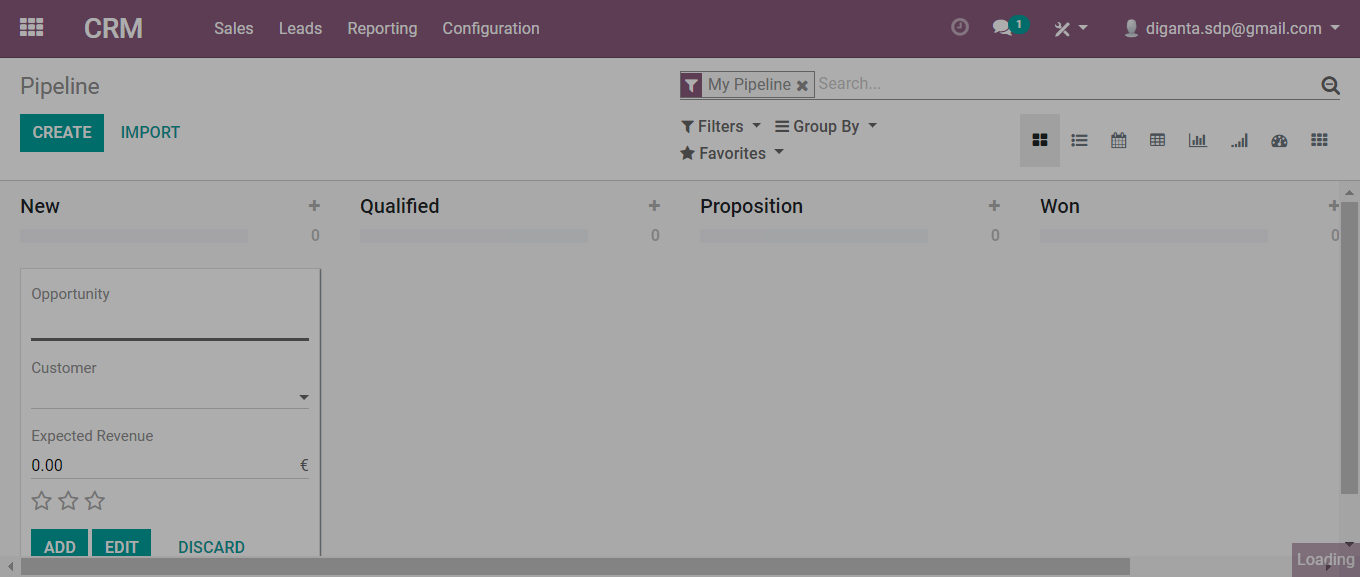 CRM Sales Leads Reporting Configuration 1 diganta.sdp@gmail.com
Pipeline My Pipeline Search...
CREATE IMPORT Filters Group By
Favorites
New Qualified Proposition Won
0 0 0 0
Opportunity
Customer
Expected Revenue
0.00 €
ADD EDIT DISCARD
Loading